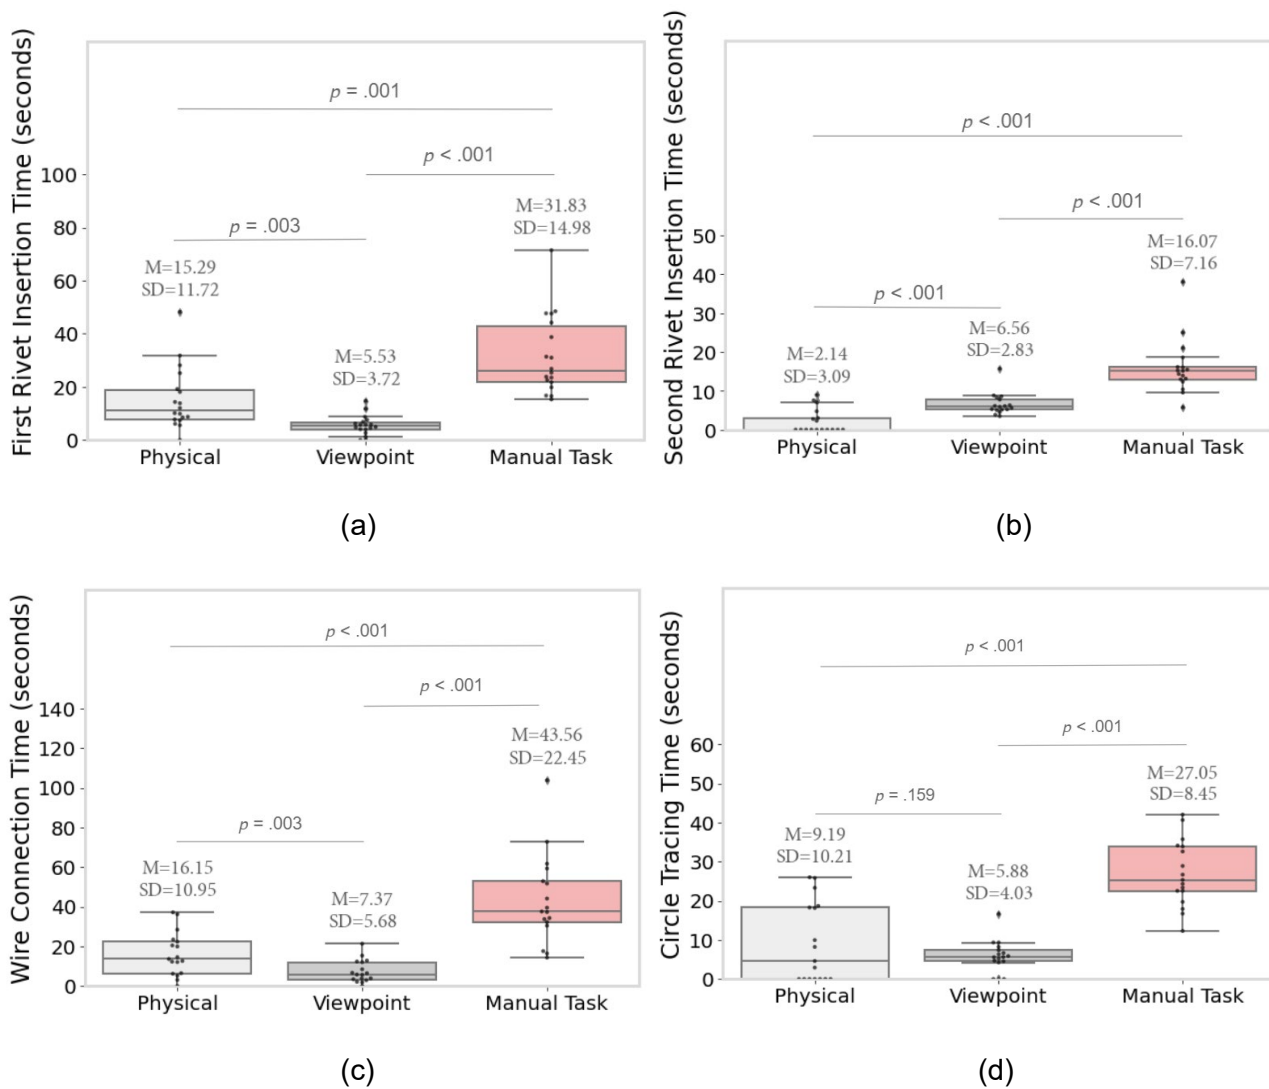 First Rivet Insertion Time (seconds)
p = .001
p < .001
p = .003
M=15.29
SD=11.72
M=5.53
SD=3.72
M=31.83
SD=14.98
100
80
60
40
20
0
Physical
Viewpoint
Manual Task
(a)
Second Rivet Insertion Time (seconds)
p < .001
p < .001
p < .001
M=2.14
SD=3.09
M=6.56
SD=2.83
M=16.07
SD=7.16
50
40
30
20
10
0
Physical
Viewpoint
Manual Task
(b)
Wire Connection Time (seconds)
p < .001
p < .001
p = .003
M=16.15
SD=10.95
M=7.37
SD=5.68
M=43.56
SD=22.45
140
120
100
80
60
40
20
0
Physical
Viewpoint
Manual Task
(c)
Circle Tracing Time (seconds)
p < .001
p < .001
p = .159
M=9.19
SD=10.21
M=5.88
SD=4.03
M=27.05
SD=8.45
60
50
40
30
20
10
0
Physical
Viewpoint
Manual Task
(d)